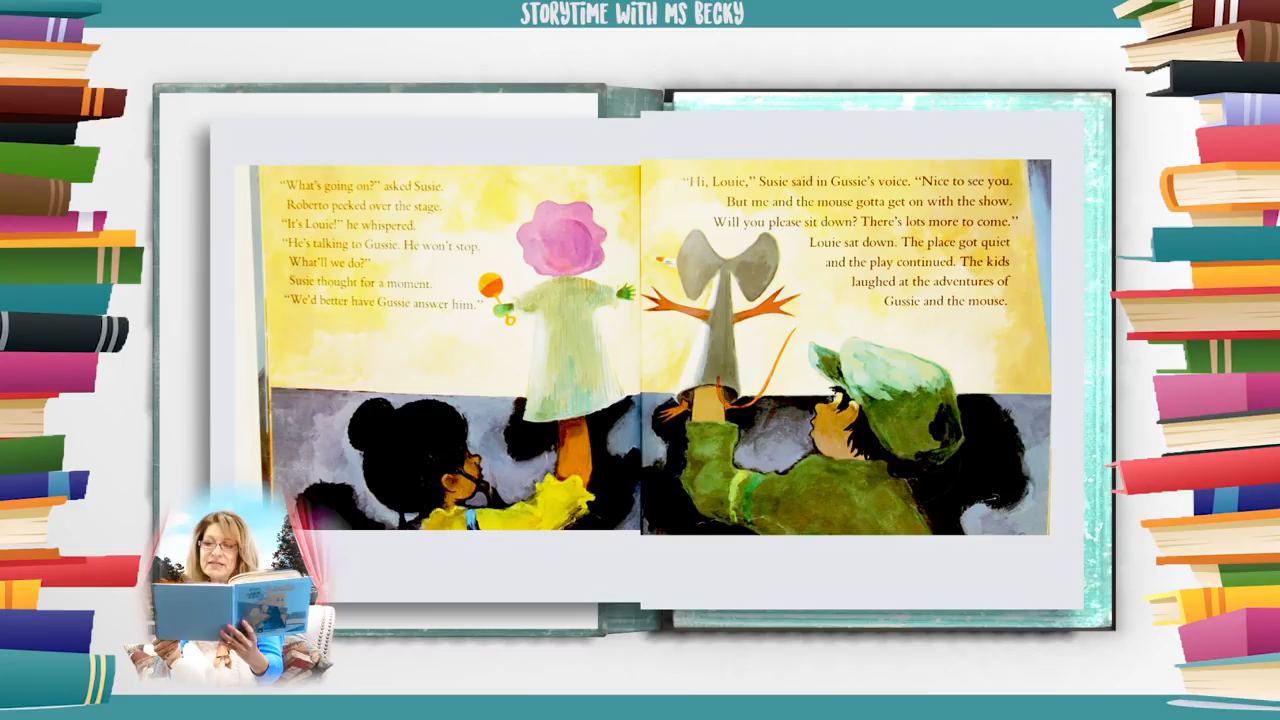 STORYTIME WITH MS BECKY
“What’s going on?” asked Susie.
Roberto peeked over the stage.
“It’s Louie!” he whispered.
“He’s talking to Gussie. He won’t stop.
What’ll we do?”
Susie thought for a moment.
“We’d better have Gussie answer him.”
“Hi, Louie,” Susie said in Gussie’s voice. “Nice to see you.
But me and the mouse gotta get on with the show.
Will you please sit down? There’s lots more to come.”
Louie sat down. The place got quiet
and the play continued. The kids
laughed at the adventures of
Gussie and the mouse.